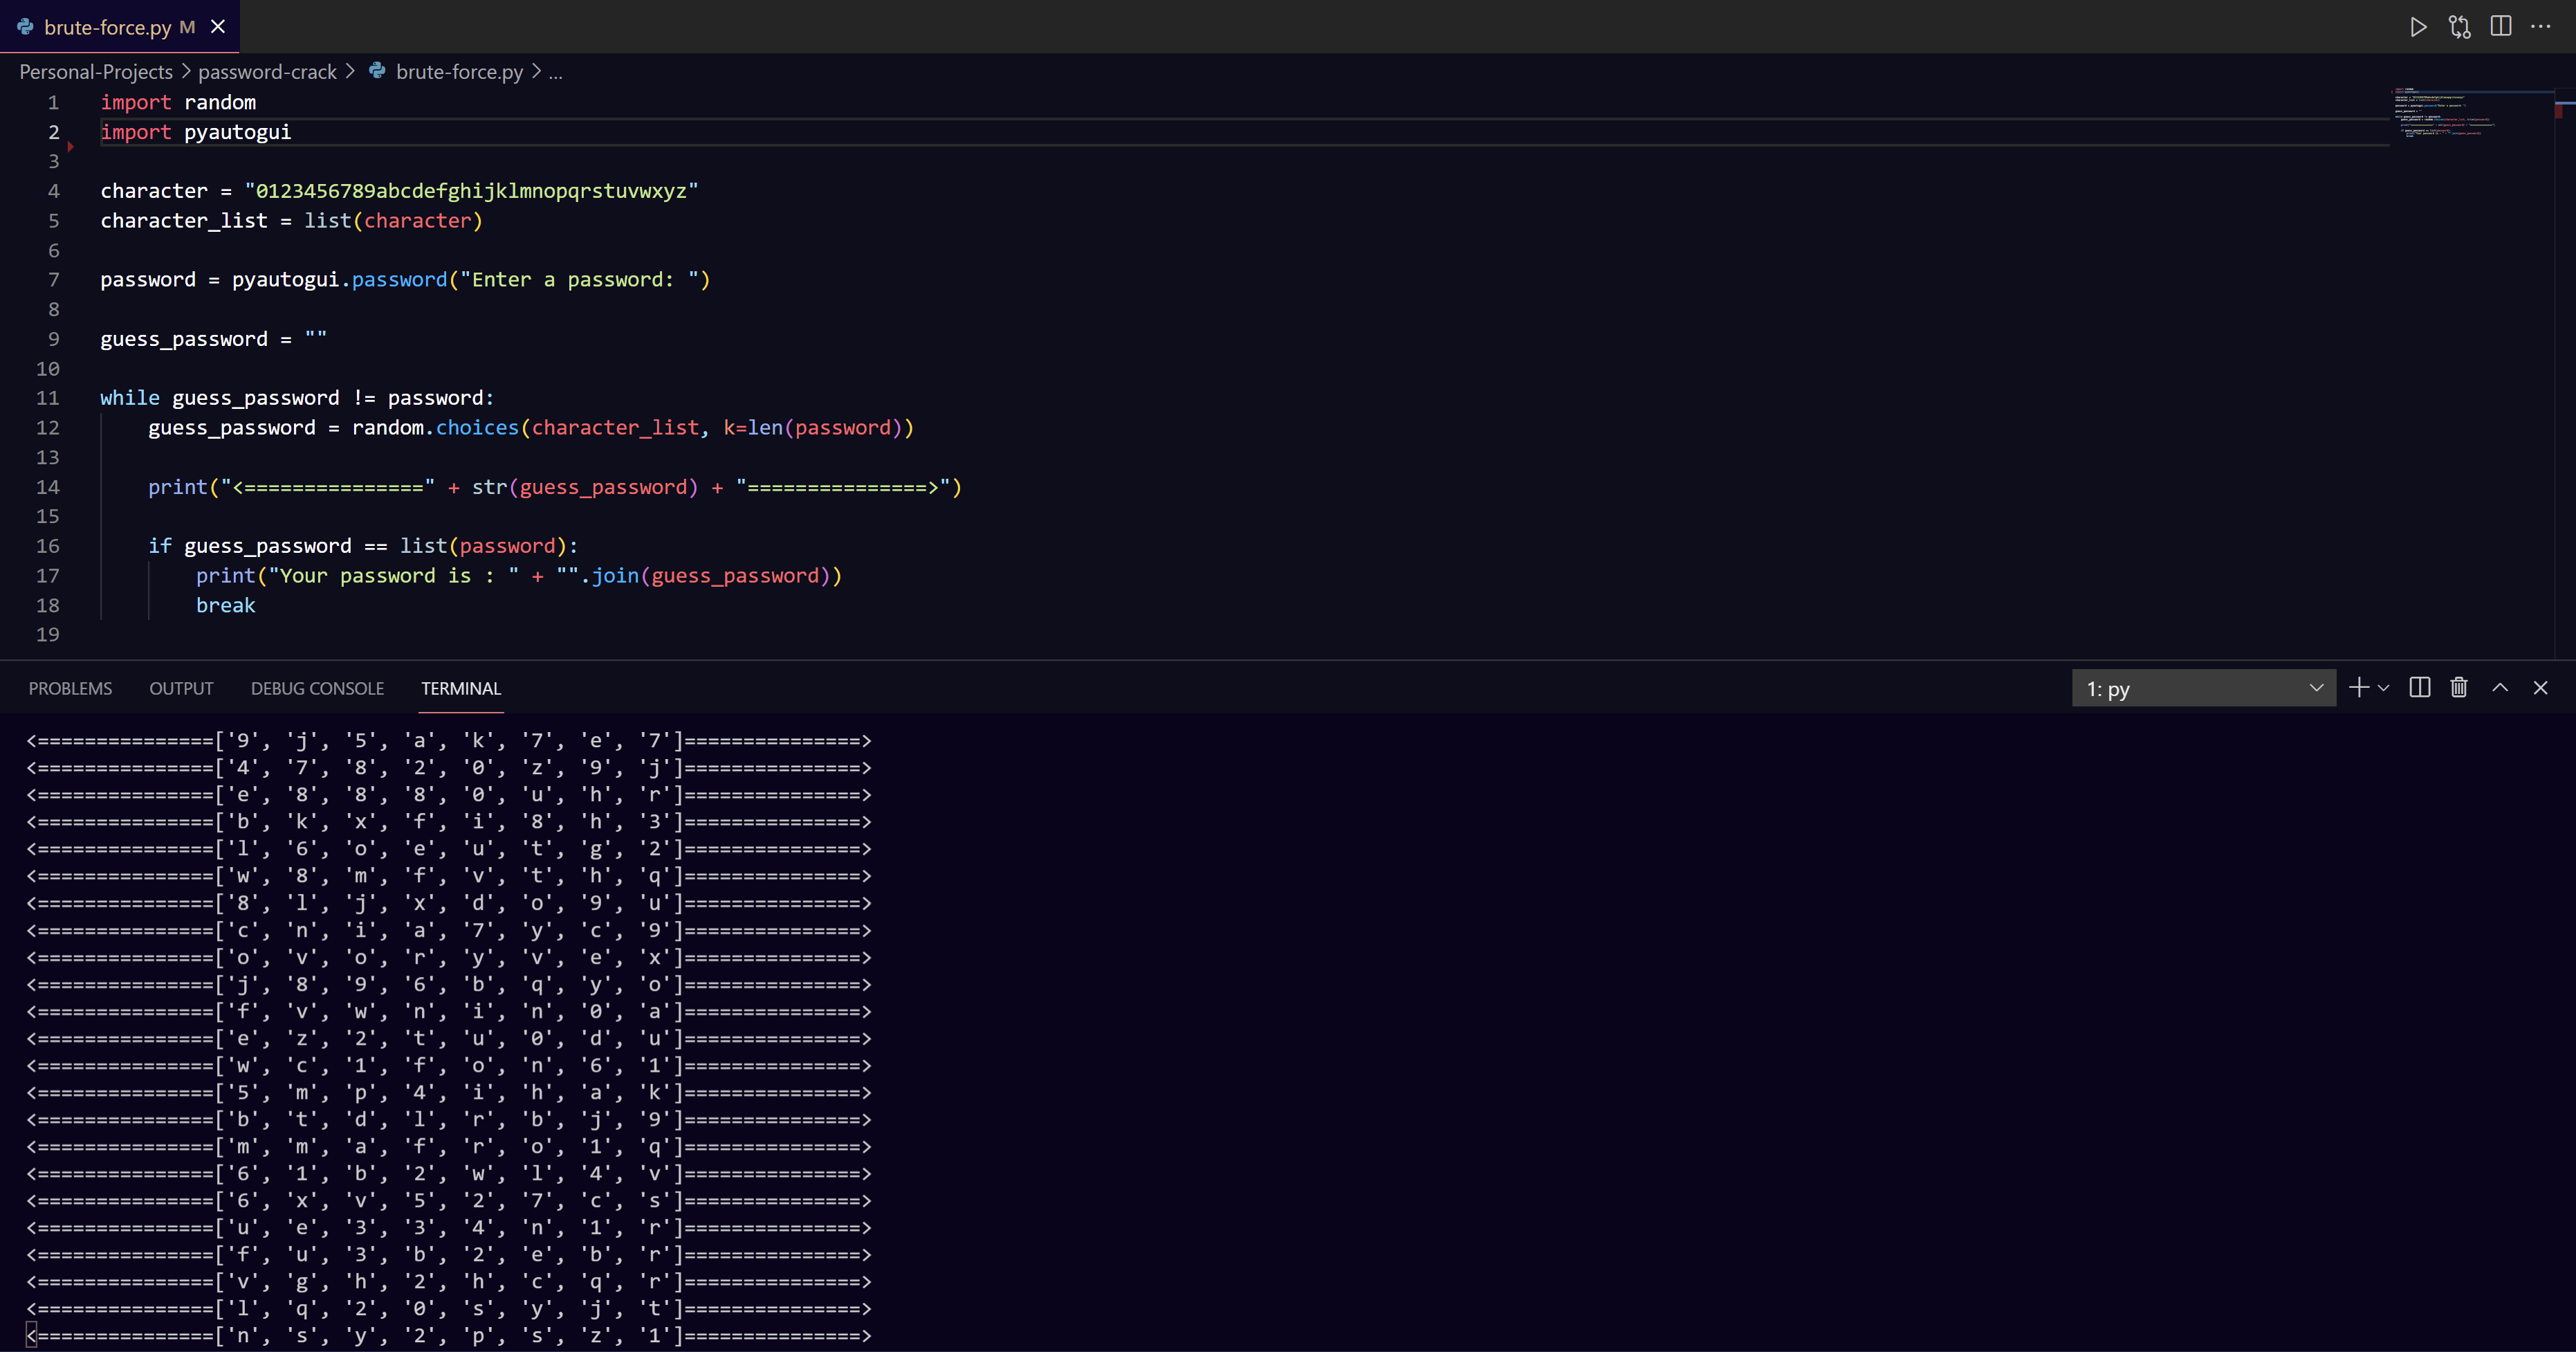 brute-force.py M
Personal-Projects > password-crack > brute-force.py > ...
1 import random
2 import pyautogui
3
4 character = "0123456789abcdefghijklmnopqrstuvwxyz"
5 character_list = list(character)
6
7 password = pyautogui.password("Enter a password: ")
8
9 guess_password = ""
10
11 while guess_password != password:
12     guess_password = random.choices(character_list, k=len(password))
13
14     print("<===============" + str(guess_password) + "===============>")
15
16     if guess_password == list(password):
17         print("Your password is : " + "".join(guess_password))
18         break
19
PROBLEMS OUTPUT DEBUG CONSOLE TERMINAL 1: py
<===============['9', 'j', '5', 'a', 'k', '7', 'e', '7']===============>
<===============['4', '7', '8', '2', '0', 'z', '9', 'j']===============>
<===============['e', '8', '8', '8', '0', 'u', 'h', 'r']===============>
<===============['b', 'k', 'x', 'f', 'i', '8', 'h', '3']===============>
<===============['l', '6', 'o', 'e', 'u', 't', 'g', '2']===============>
<===============['w', '8', 'm', 'f', 'v', 't', 'h', 'q']===============>
<===============['8', 'l', 'j', 'x', 'd', 'o', '9', 'u']===============>
<===============['c', 'n', 'i', 'a', '7', 'y', 'c', '9']===============>
<===============['o', 'v', 'o', 'r', 'y', 'v', 'e', 'x']===============>
<===============['j', '8', '9', '6', 'b', 'q', 'y', 'o']===============>
<===============['f', 'v', 'w', 'n', 'i', 'n', '0', 'a']===============>
<===============['e', 'z', '2', 't', 'u', '0', 'd', 'u']===============>
<===============['w', 'c', '1', 'f', 'o', 'n', '6', '1']===============>
<===============['5', 'm', 'p', '4', 'i', 'h', 'a', 'k']===============>
<===============['b', 't', 'd', 'l', 'r', 'b', 'j', '9']===============>
<===============['m', 'm', 'a', 'f', 'r', 'o', '1', 'q']===============>
<===============['6', '1', 'b', '2', 'w', 'l', '4', 'v']===============>
<===============['6', 'x', 'v', '5', '2', '7', 'c', 's']===============>
<===============['u', 'e', '3', '3', '4', 'n', '1', 'r']===============>
<===============['f', 'u', '3', 'b', '2', 'e', 'b', 'r']===============>
<===============['v', 'g', 'h', '2', 'h', 'c', 'q', 'r']===============>
<===============['l', 'q', '2', '0', 's', 'y', 'j', 't']===============>
<===============['n', 's', 'y', '2', 'p', 's', 'z', '1']===============>